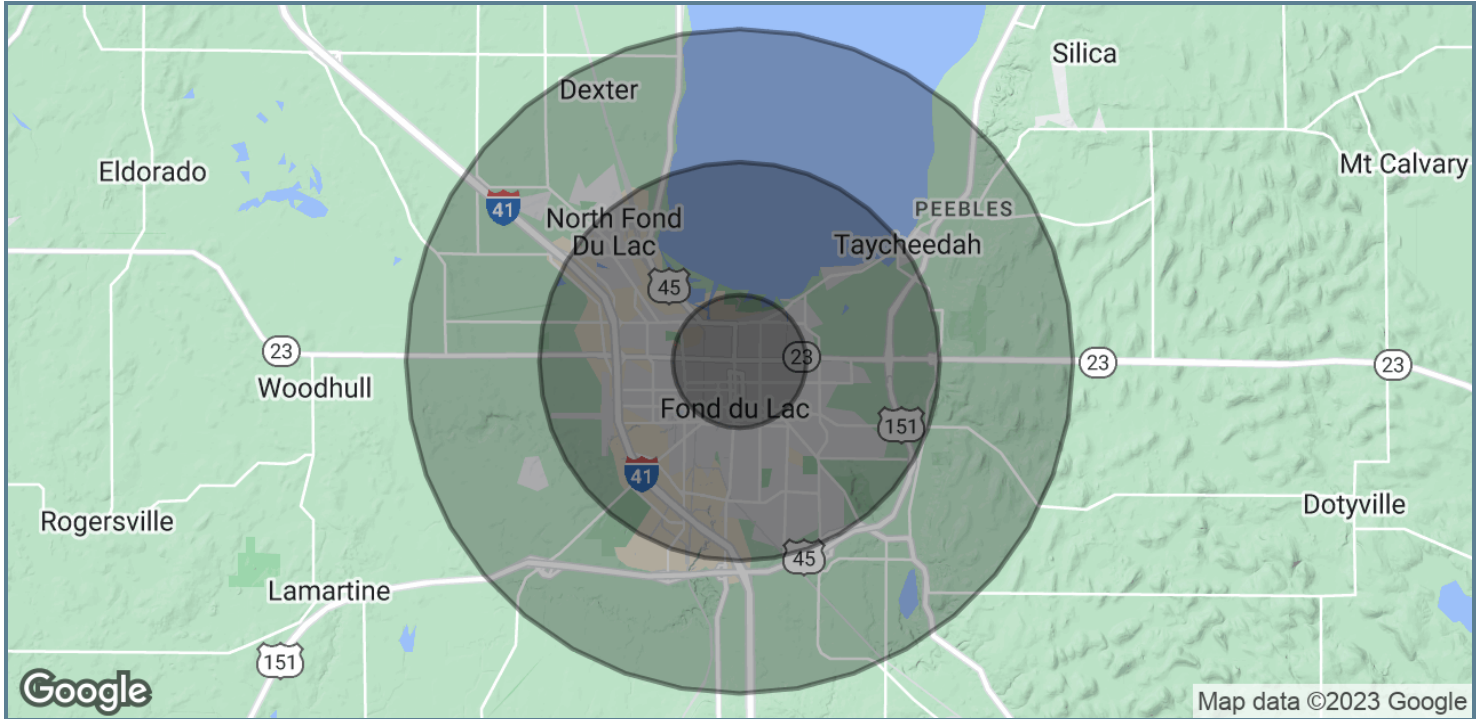 Silica
Dexter
Eldorado
Mt Calvary
41
North Fond
Du Lac
PEEBLES
Taycheedah
45
23
23
23
23
Woodhull
Fond du Lac
151
41
Rogersville
Dotyville
45
Lamartine
151
Google
Map data ©2023 Google